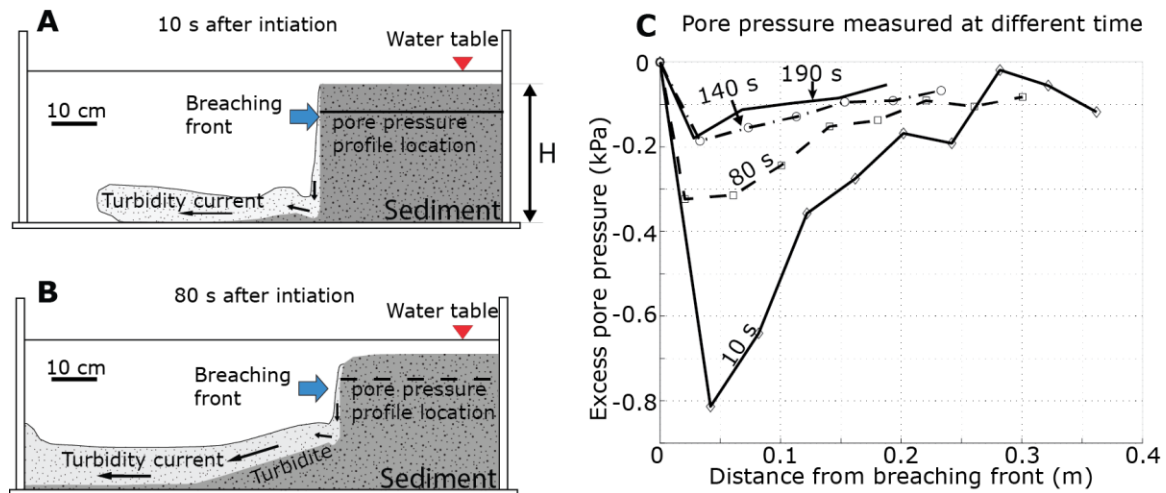 A
10 s after intiation
Water table
10 cm
Breaching
front
pore pressure
profile location
H
Turbidity current
Sediment
B
80 s after intiation
Water table
10 cm
Breaching
front
pore pressure
profile location
Turbidity current
Turbidite
Sediment
C
Pore pressure measured at different time
Excess pore pressure (kPa)
0
-0.2
-0.4
-0.6
-0.8
140 s
190 s
80 s
10 s
0
0.1
0.2
0.3
0.4
Distance from breaching front (m)